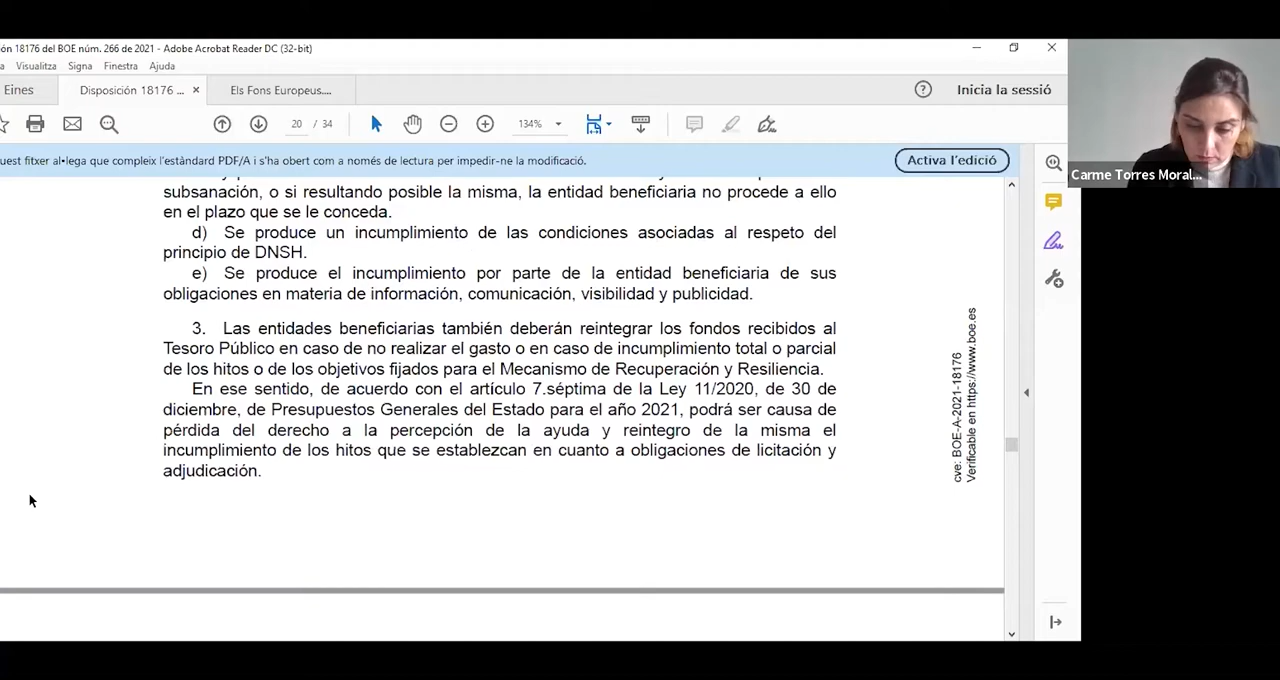 ón 18176 del BOE núm. 266 de 2021 - Adobe Acrobat Reader DC (32-bit)
a Visualitza Signa Finestra Ajuda
Eines Disposición 18176 ... × Els Fons Europeus.... Inicia la sessió
20 / 34 134%
uest fitxer al•lega que compleix l'estàndard PDF/A i s'ha obert com a només de lectura per impedir-ne la modificació. Activa l'edició
Carme Torres Moral...
subsanación, o si resultando posible la misma, la entidad beneficiaria no procede a ello
en el plazo que se le conceda.
d) Se produce un incumplimiento de las condiciones asociadas al respeto del
principio de DNSH.
e) Se produce el incumplimiento por parte de la entidad beneficiaria de sus
obligaciones en materia de información, comunicación, visibilidad y publicidad.
3. Las entidades beneficiarias también deberán reintegrar los fondos recibidos al
Tesoro Público en caso de no realizar el gasto o en caso de incumplimiento total o parcial
de los hitos o de los objetivos fijados para el Mecanismo de Recuperación y Resiliencia.
En ese sentido, de acuerdo con el artículo 7.séptima de la Ley 11/2020, de 30 de
diciembre, de Presupuestos Generales del Estado para el año 2021, podrá ser causa de
pérdida del derecho a la percepción de la ayuda y reintegro de la misma el
incumplimiento de los hitos que se establezcan en cuanto a obligaciones de licitación y
adjudicación.
cve: BOE-A-2021-18176
Verificable en https://www.boe.es